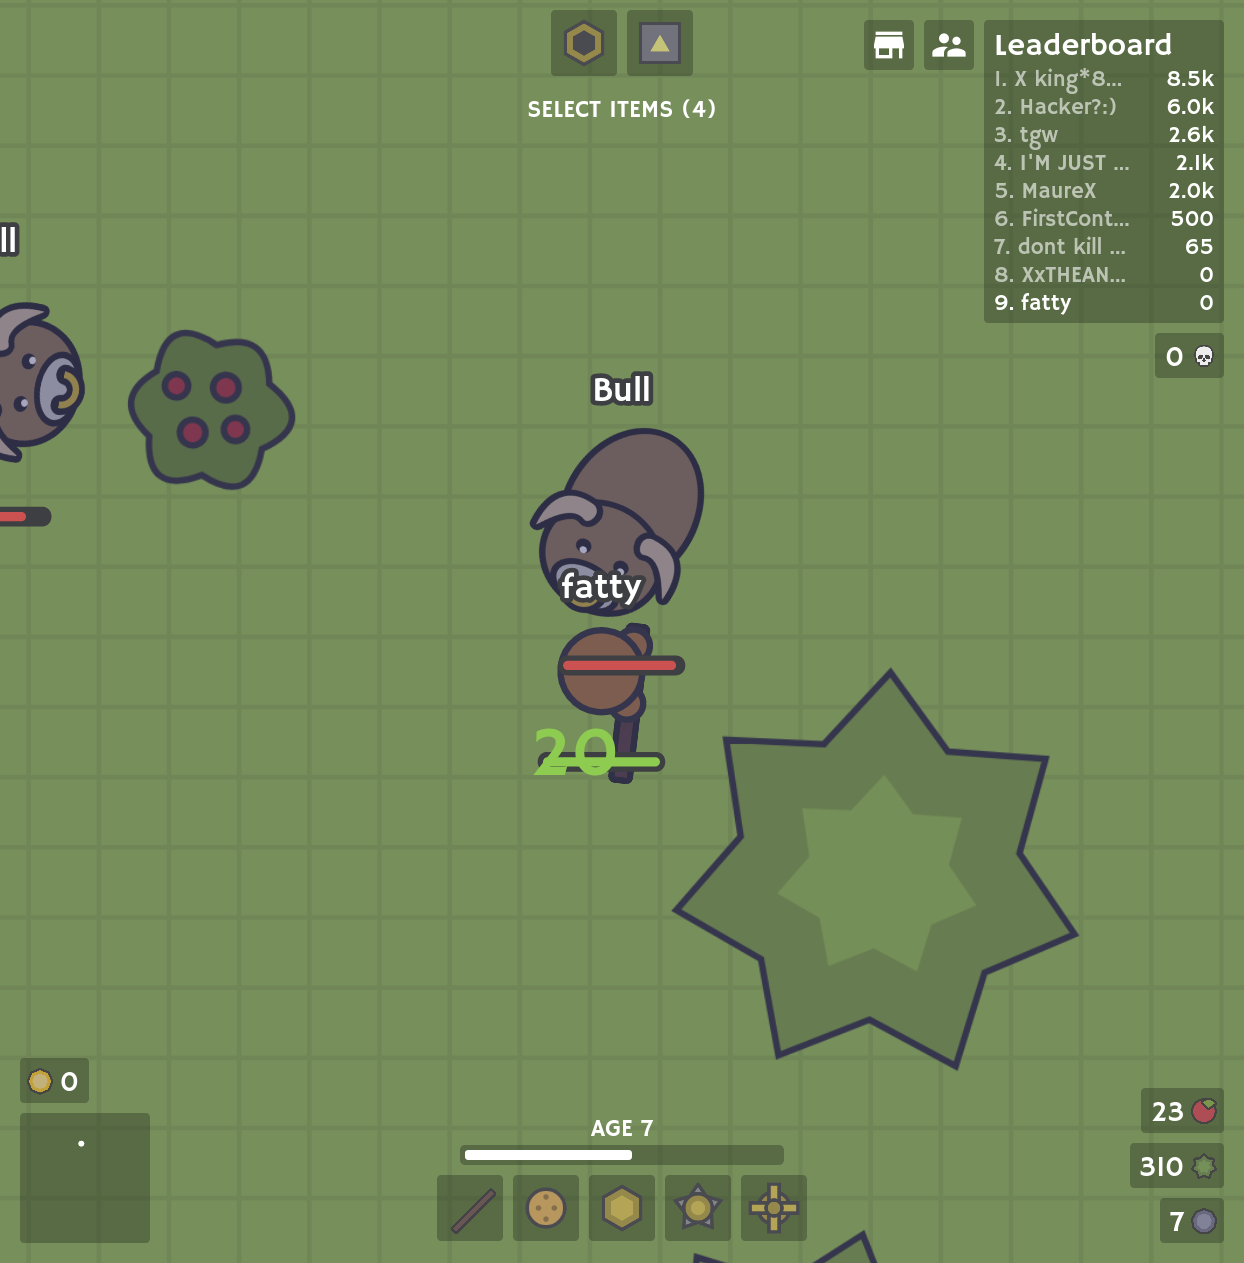 SELECT ITEMS (4)
Leaderboard
1. X king*8... 8.5k
2. Hacker?:) 6.0k
3. tgw 2.6k
4. I'M JUST ... 2.1k
5. MaureX 2.0k
6. FirstCont... 500
7. dont kill ... 65
8. XxTHEAN... 0
9. fatty 0
0
ll
Bull
fatty
20
0
AGE 7
23
310
7